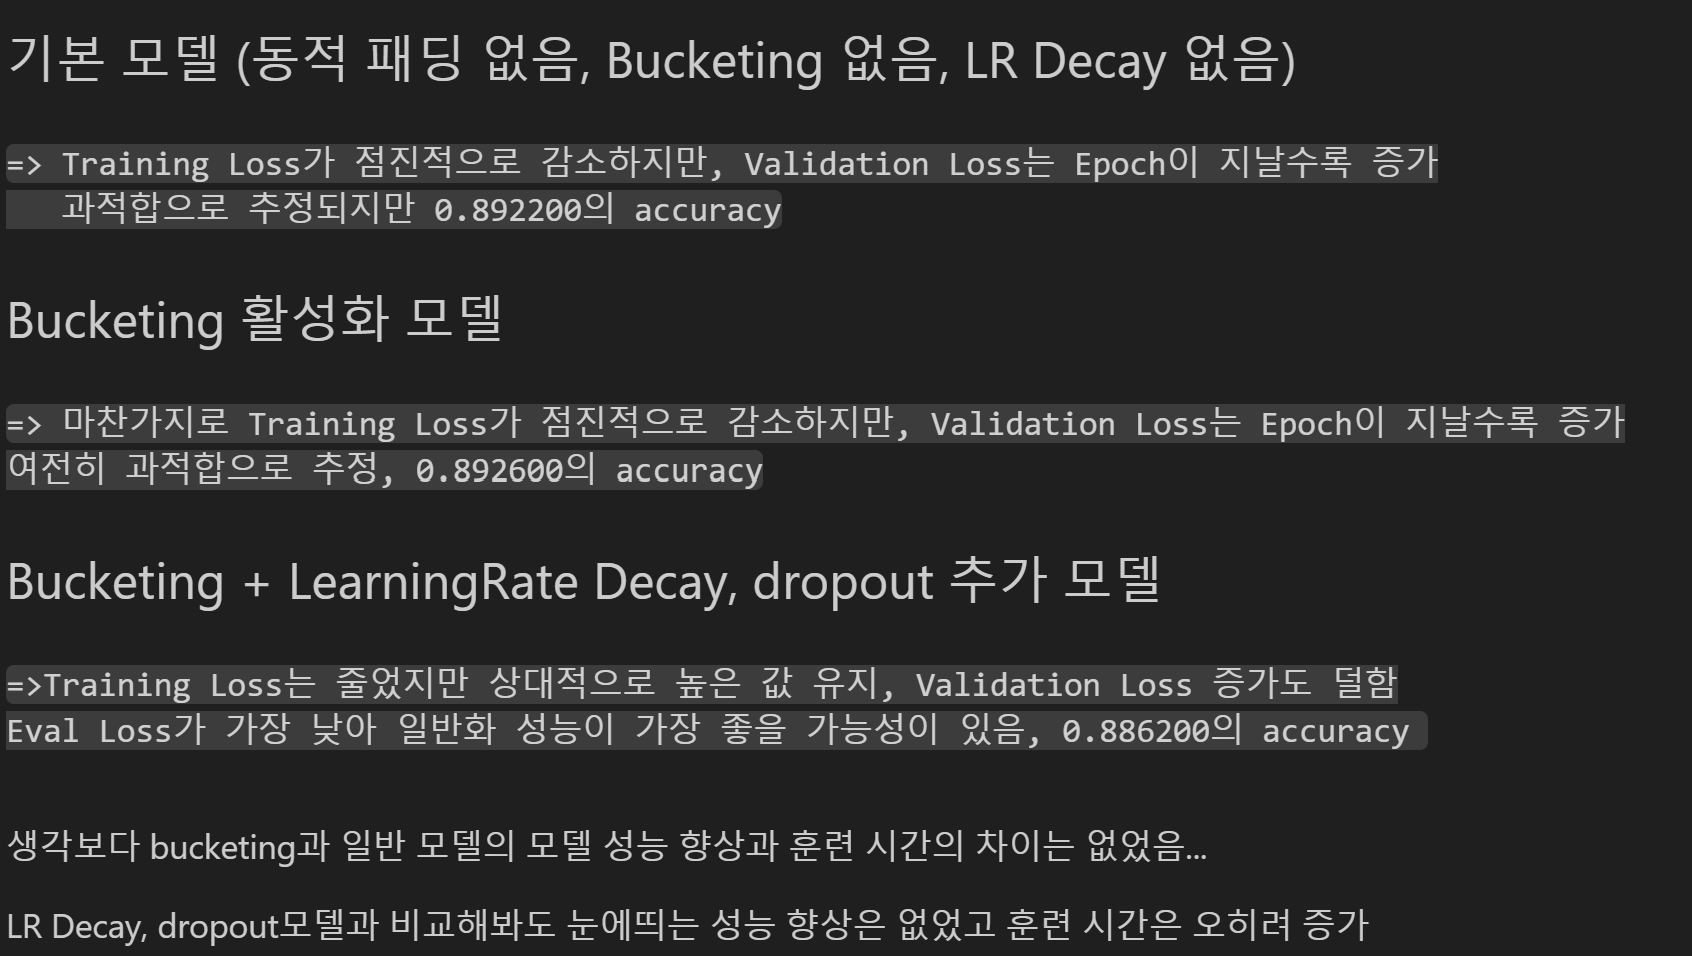 기본 모델 (동적 패딩 없음, Bucketing 없음, LR Decay 없음)
=> Training Loss가 점진적으로 감소하지만, Validation Loss는 Epoch이 지날수록 증가
과적합으로 추정되지만 0.892200의 accuracy
Bucketing 활성화 모델
=> 마찬가지로 Training Loss가 점진적으로 감소하지만, Validation Loss는 Epoch이 지날수록 증가
여전히 과적합으로 추정, 0.892600의 accuracy
Bucketing + LearningRate Decay, dropout 추가 모델
=>Training Loss는 줄었지만 상대적으로 높은 값 유지, Validation Loss 증가도 덜함
Eval Loss가 가장 낮아 일반화 성능이 가장 좋을 가능성이 있음, 0.886200의 accuracy
생각보다 bucketing과 일반 모델의 모델 성능 향상과 훈련 시간의 차이는 없었음...
LR Decay, dropout모델과 비교해봐도 눈에띄는 성능 향상은 없었고 훈련 시간은 오히려 증가